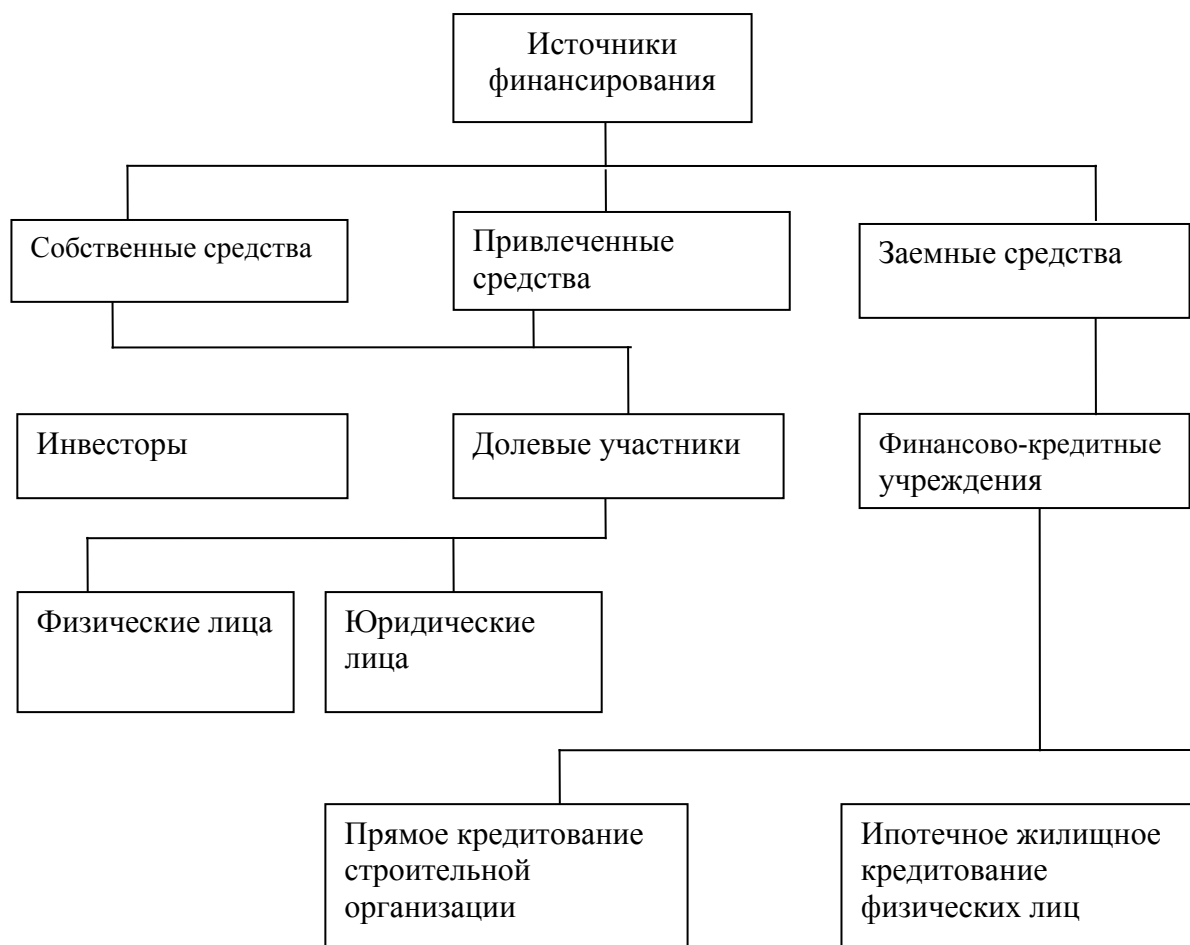 Источники
финансирования
Собственные средства
Привлеченные
средства
Заемные средства
Инвесторы
Долевые участники
Финансово-кредитные
учреждения
Физические лица
Юридические
лица
Прямое кредитование
строительной
организации
Ипотечное жилищное
кредитование
физических лиц